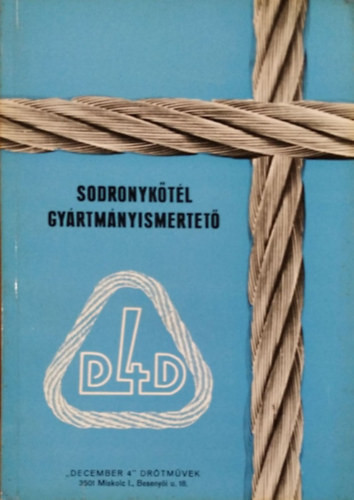 SODRONYKÖTÉL
GYÁRTMÁNYISMERTETŐ
D4D
„DECEMBER 4" DRÓTMŰVEK
3501 Miskolc I., Besenyői u. 18.